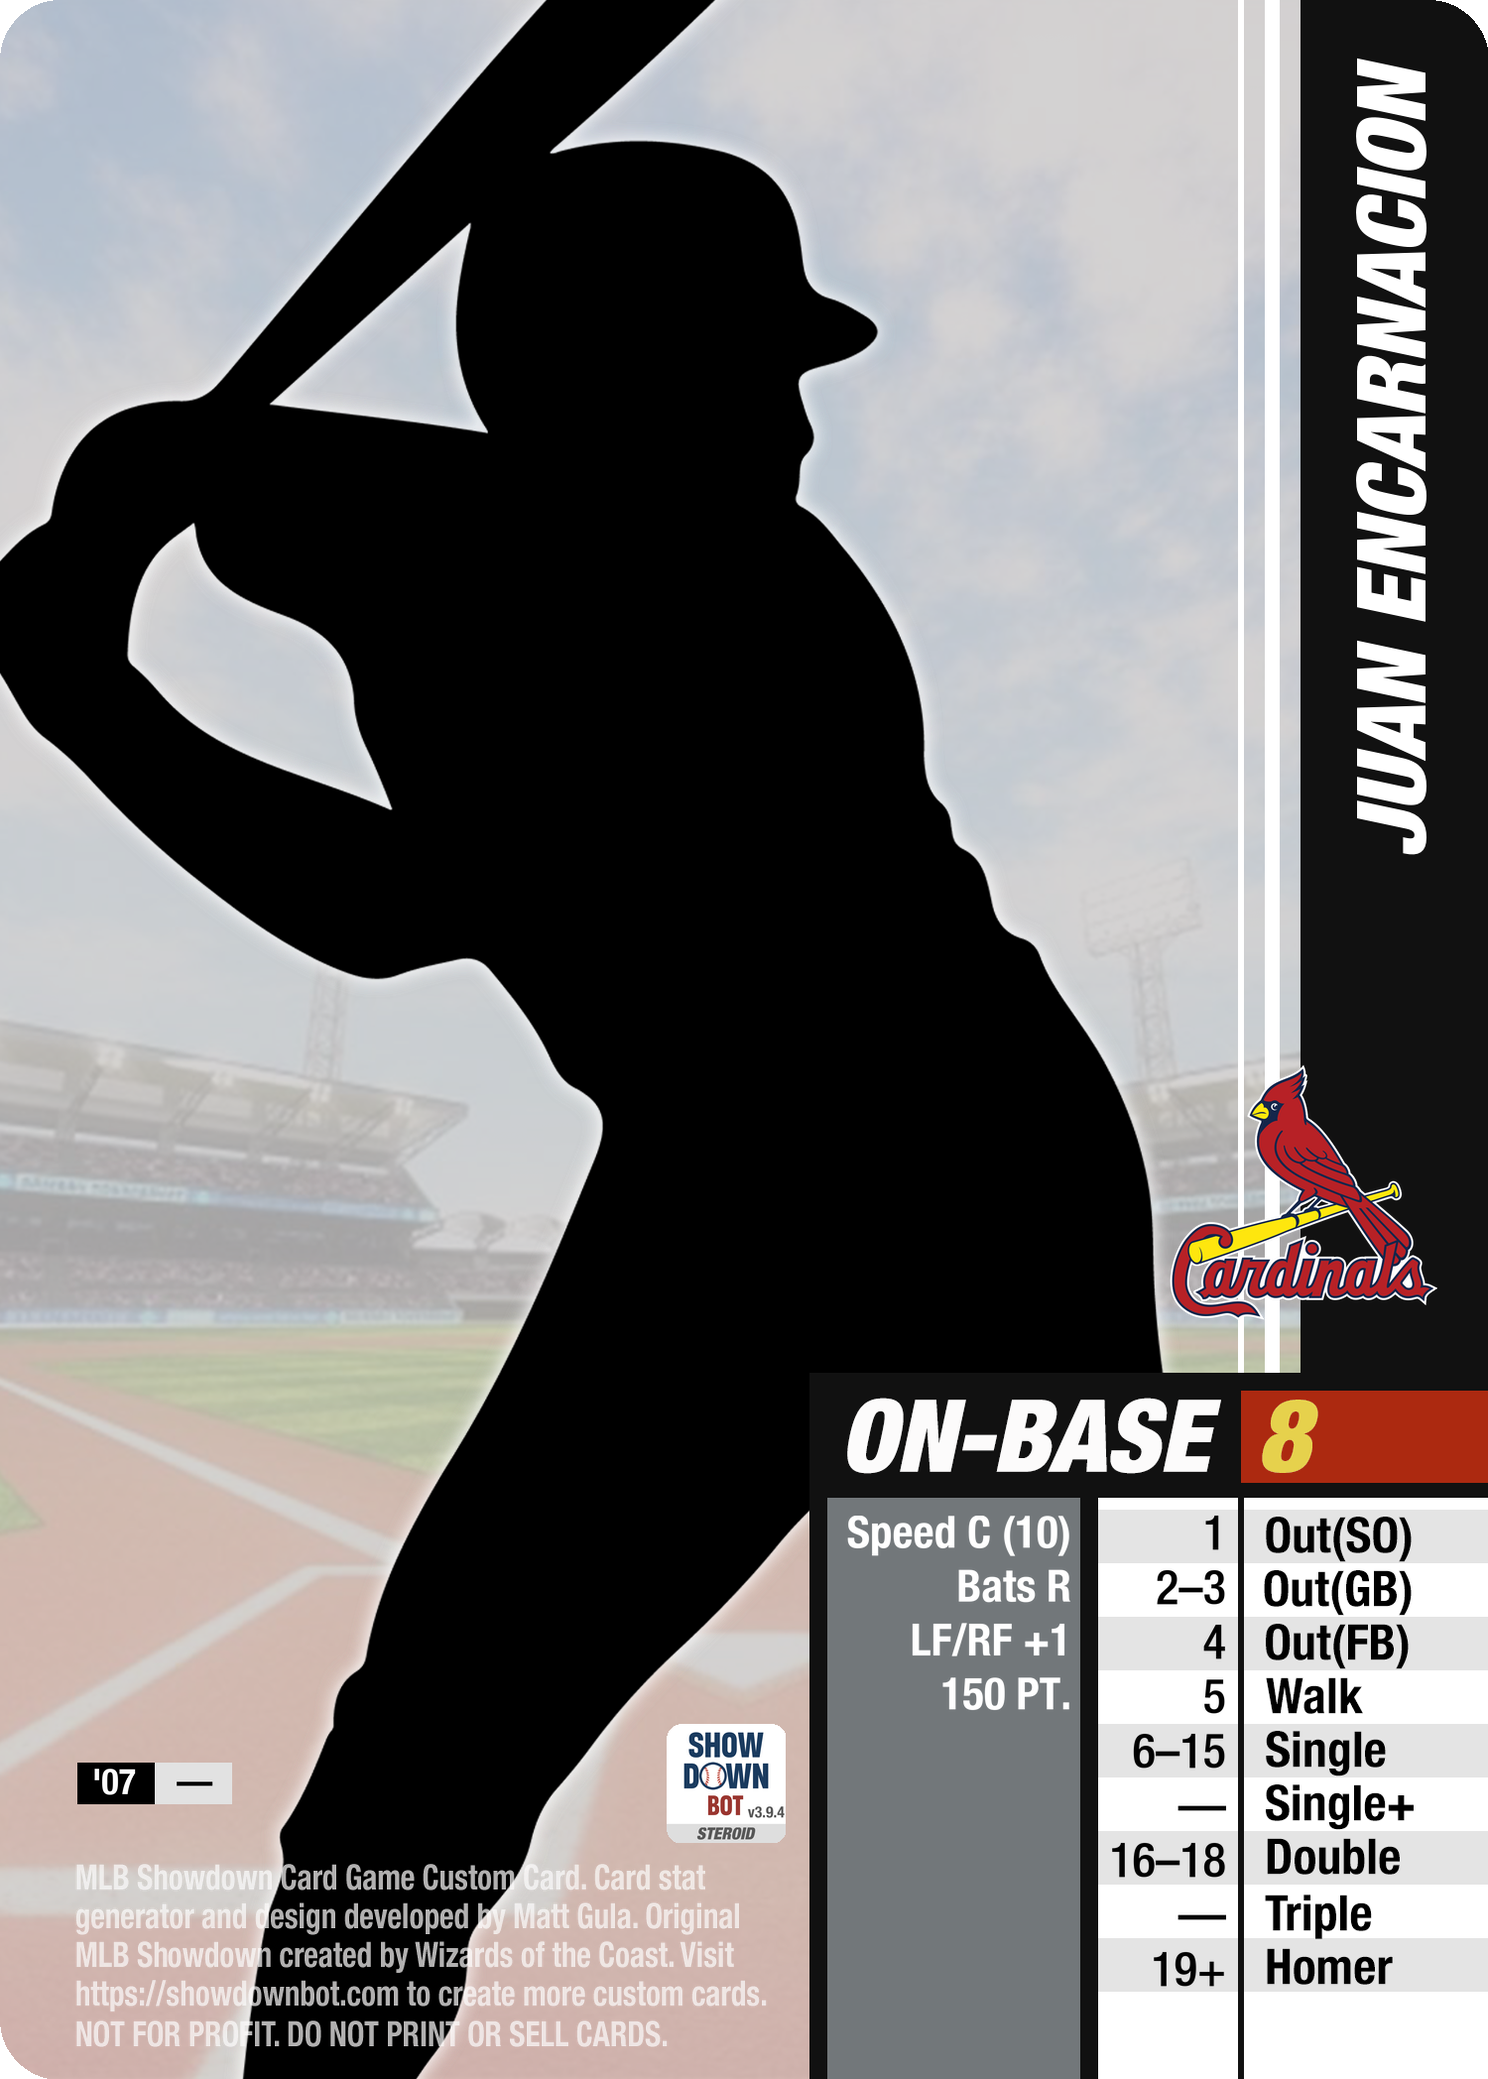 JUAN ENCARNACION
Cardinals
ON-BASE 8
Speed C (10)
Bats R
LF/RF +1
150 PT.
1 Out(SO)
2–3 Out(GB)
4 Out(FB)
5 Walk
6–15 Single
— Single+
16–18 Double
— Triple
19+ Homer
'07 —
SHOW
DOWN
BOT v3.9.4
STEROID
MLB Showdown Card Game Custom Card. Card stat
generator and design developed by Matt Gula. Original
MLB Showdown created by Wizards of the Coast. Visit
https://showdownbot.com to create more custom cards.
NOT FOR PROFIT. DO NOT PRINT OR SELL CARDS.